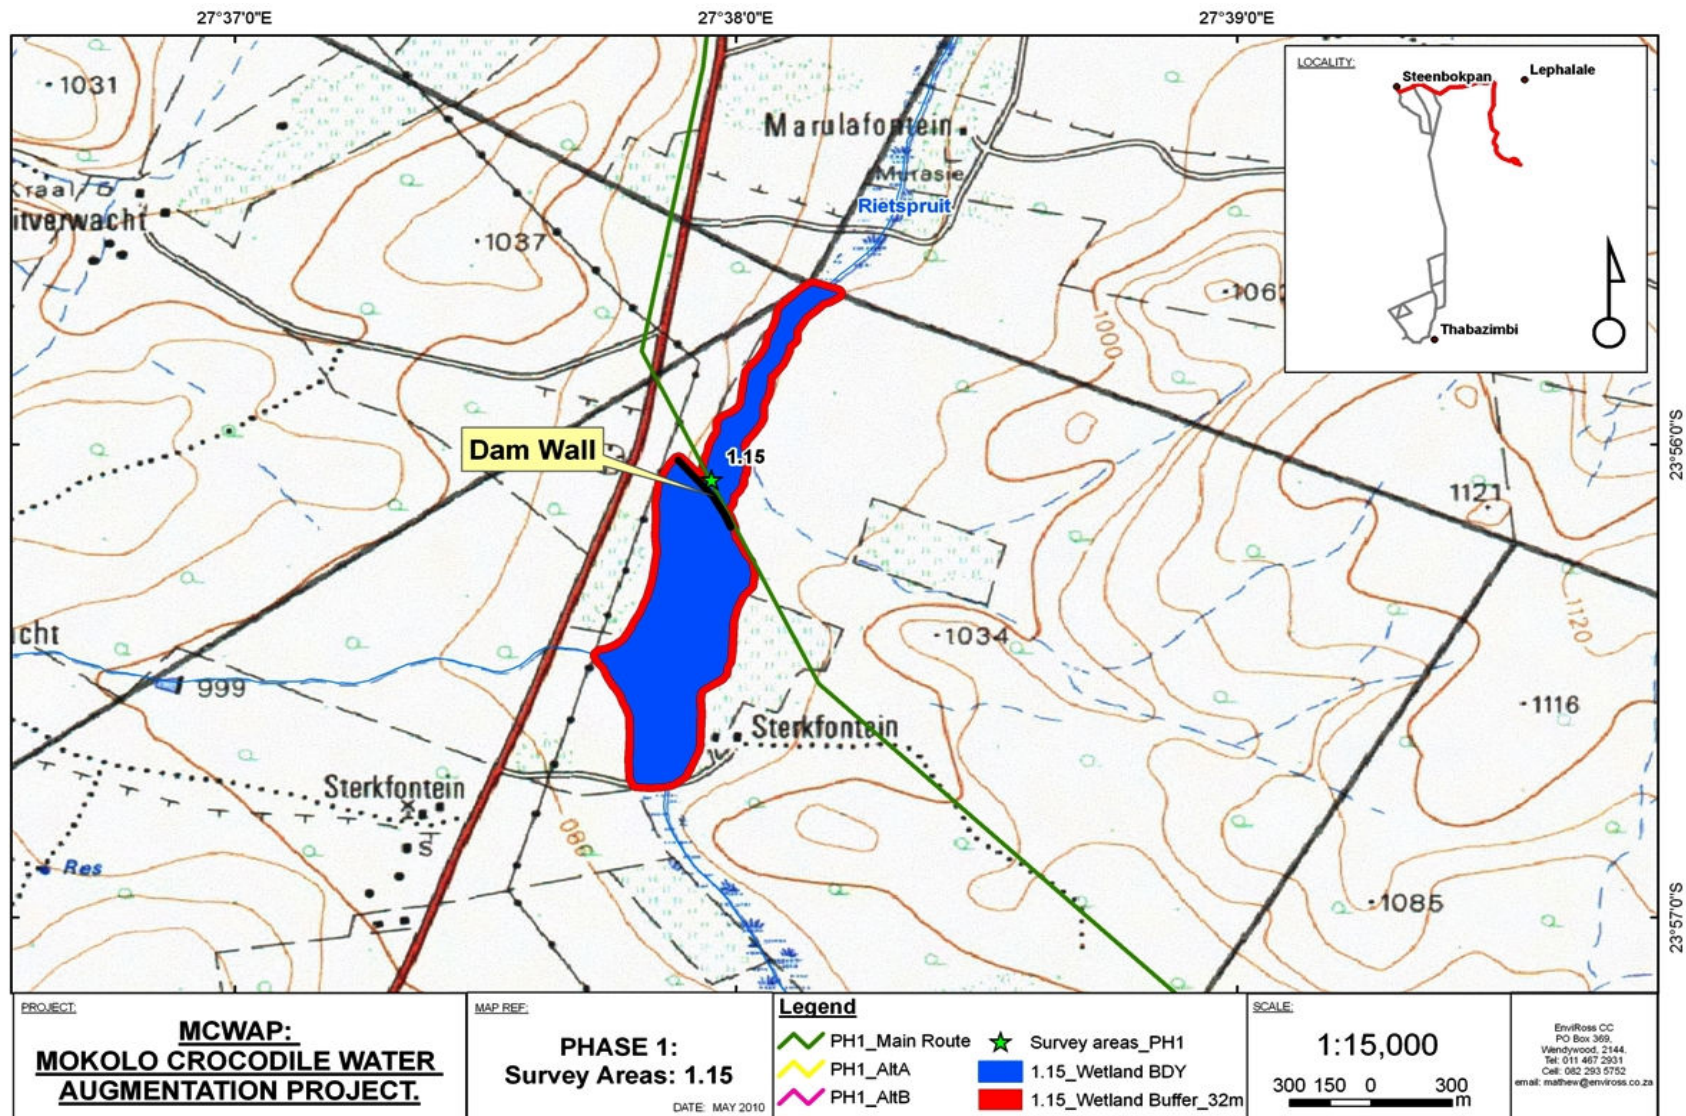 27°37'0"E
27°38'0"E
27°39'0"E
LOCALITY:
Steenbokpan
Lephalale
Thabazimbi
1031
Marulafontein
Murasie
Rietspruit
Kraal
itverwacht
1037
1000
23°56'0"S
Dam Wall
1.15
1121
1120
1034
icht
999
1116
Sterkfontein
Sterkfontein
S
980
Res
1085
23°57'0"S
PROJECT:
MCWAP:
MOKOLO CROCODILE WATER
AUGMENTATION PROJECT.
MAP REF:
PHASE 1:
Survey Areas: 1.15
DATE: MAY 2010
Legend
PH1_Main Route
PH1_AltA
PH1_AltB
Survey areas_PH1
1.15_Wetland BDY
1.15_Wetland Buffer_32m
SCALE:
1:15,000
300 150 0 300
m
EnviRoss CC
PO Box 369,
Wendywood, 2144.
Tel: 011 467 2931
Cell: 082 293 5752
email: mathew@enviross.co.za